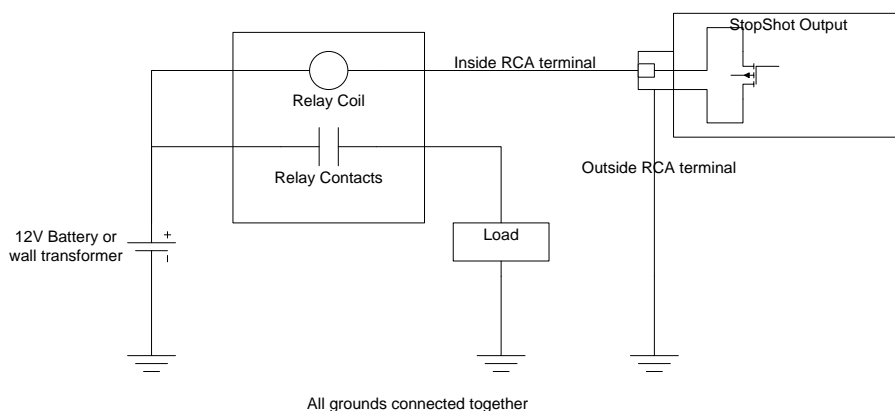 StopShot Output
Inside RCA terminal
Relay Coil
Outside RCA terminal
Relay Contacts
12V Battery or
wall transformer
+
-
Load
All grounds connected together